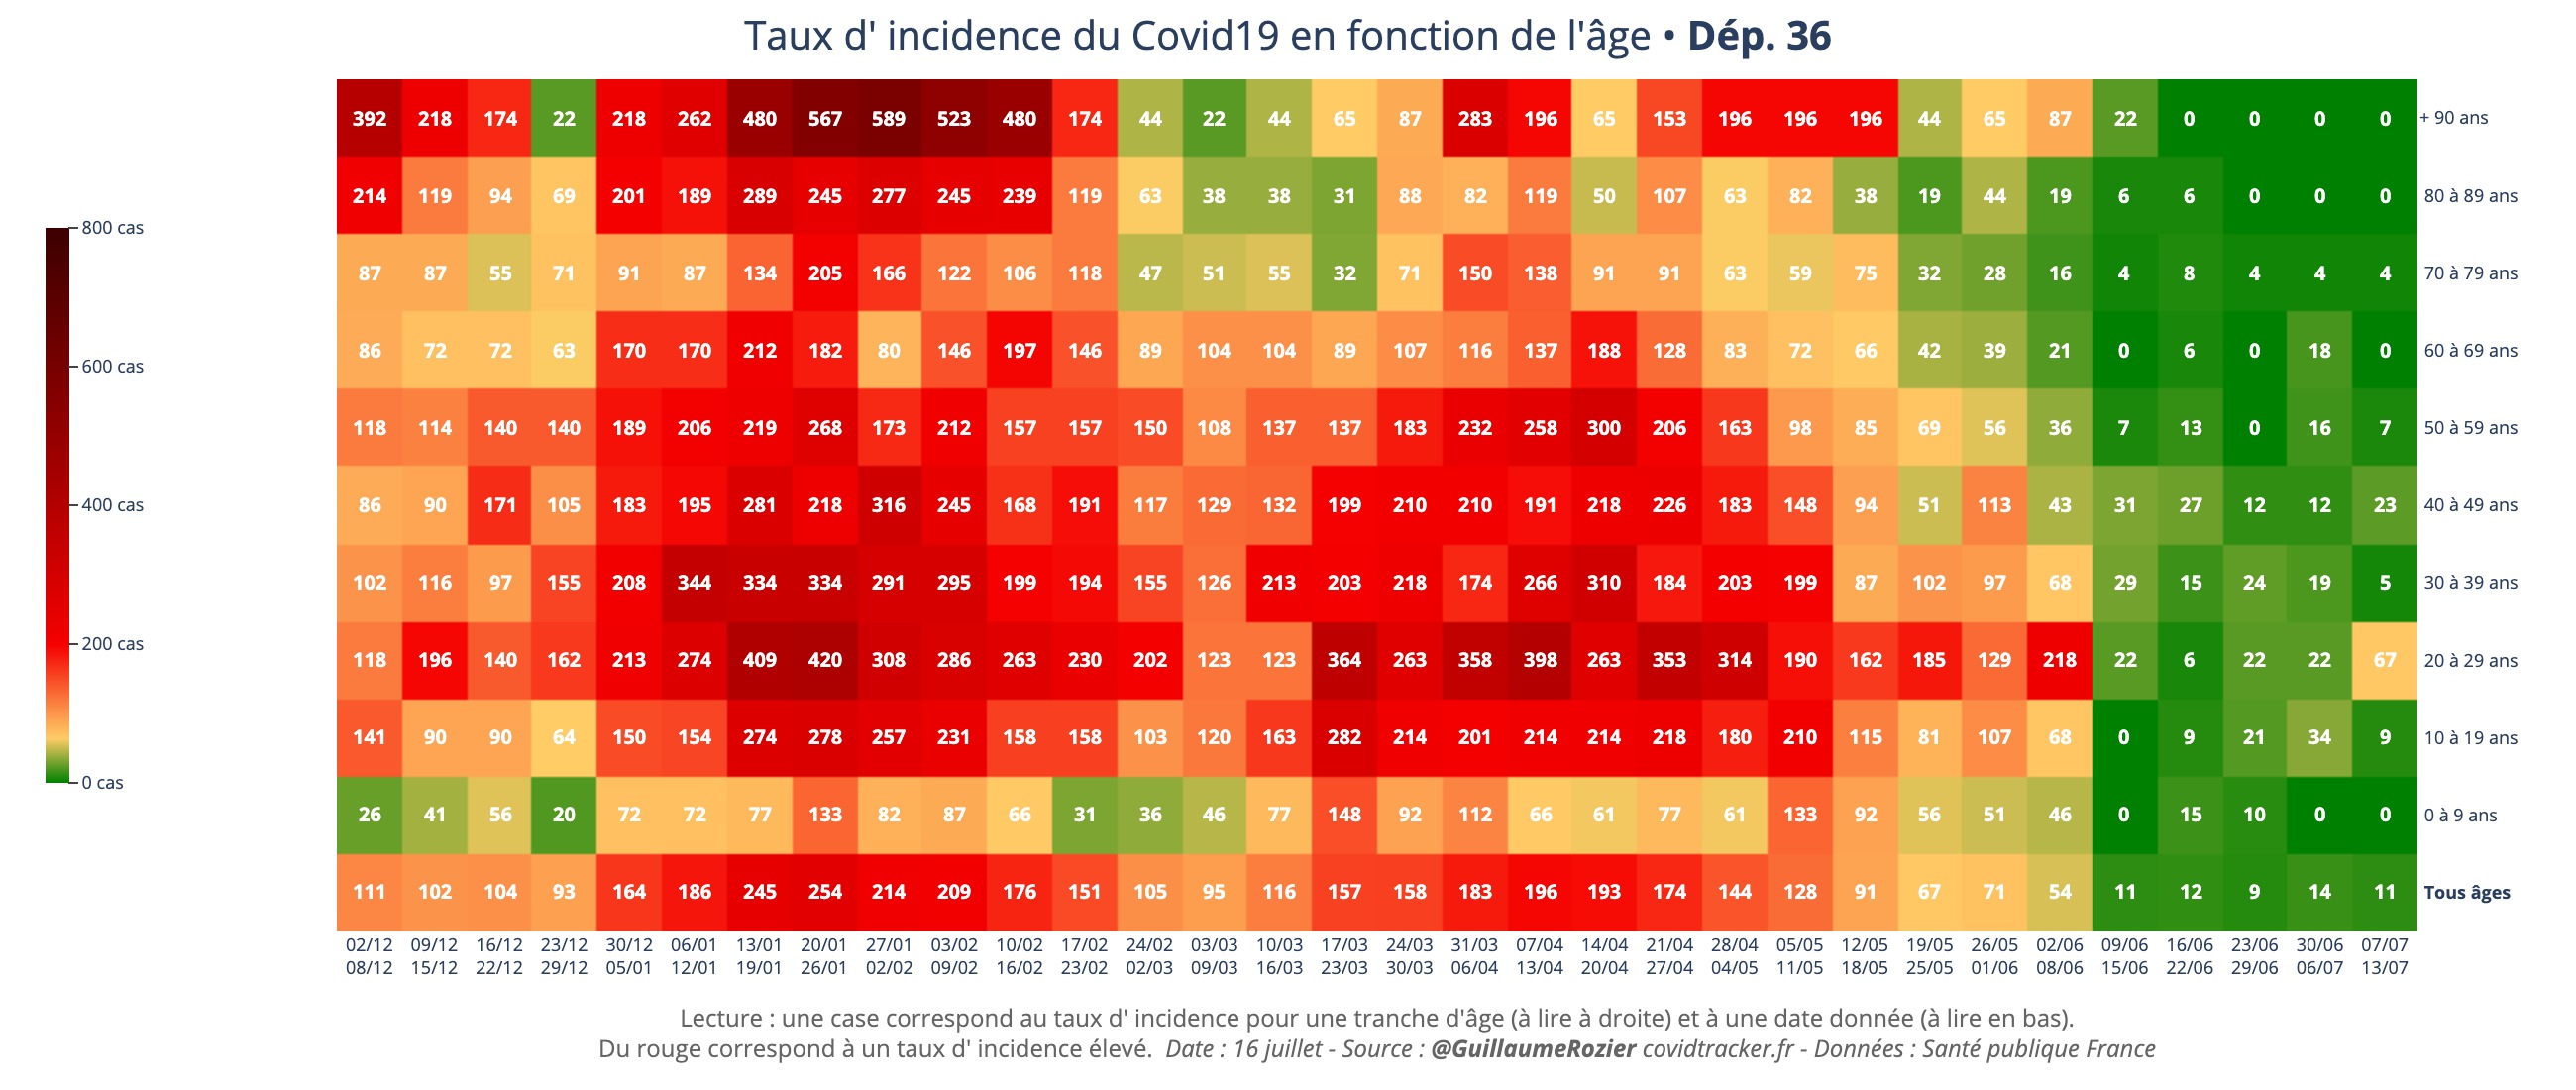 Taux d' incidence du Covid19 en fonction de l'âge • Dép. 36
800 cas
600 cas
400 cas
200 cas
0 cas
392 218 174 22 218 262 480 567 589 523 480 174 44 22 44 65 87 283 196 65 153 196 196 196 44 65 87 22 0 0 0 0 + 90 ans
214 119 94 69 201 189 289 245 277 245 239 119 63 38 38 31 88 82 119 50 107 63 82 38 19 44 19 6 6 0 0 0 80 à 89 ans
87 87 55 71 91 87 134 205 166 122 106 118 47 51 55 32 71 150 138 91 91 63 59 75 32 28 16 4 8 4 4 4 70 à 79 ans
86 72 72 63 170 170 212 182 80 146 197 146 89 104 104 89 107 116 137 188 128 83 72 66 42 39 21 0 6 0 18 0 60 à 69 ans
118 114 140 140 189 206 219 268 173 212 157 157 150 108 137 137 183 232 258 300 206 163 98 85 69 56 36 7 13 0 16 7 50 à 59 ans
86 90 171 105 183 195 281 218 316 245 168 191 117 129 132 199 210 210 191 218 226 183 148 94 51 113 43 31 27 12 12 23 40 à 49 ans
102 116 97 155 208 344 334 334 291 295 199 194 155 126 213 203 218 174 266 310 184 203 199 87 102 97 68 29 15 24 19 5 30 à 39 ans
118 196 140 162 213 274 409 420 308 286 263 230 202 123 123 364 263 358 398 263 353 314 190 162 185 129 218 22 6 22 22 67 20 à 29 ans
141 90 90 64 150 154 274 278 257 231 158 158 103 120 163 282 214 201 214 214 218 180 210 115 81 107 68 0 9 21 34 9 10 à 19 ans
26 41 56 20 72 72 77 133 82 87 66 31 36 46 77 148 92 112 66 61 77 61 133 92 56 51 46 0 15 10 0 0 0 à 9 ans
111 102 104 93 164 186 245 254 214 209 176 151 105 95 116 157 158 183 196 193 174 144 128 91 67 71 54 11 12 9 14 11 Tous âges
02/12 09/12 16/12 23/12 30/12 06/01 13/01 20/01 27/01 03/02 10/02 17/02 24/02 03/03 10/03 17/03 24/03 31/03 07/04 14/04 21/04 28/04 05/05 12/05 19/05 26/05 02/06 09/06 16/06 23/06 30/06 07/07
08/12 15/12 22/12 29/12 05/01 12/01 19/01 26/01 02/02 09/02 16/02 23/02 02/03 09/03 16/03 23/03 30/03 06/04 13/04 20/04 27/04 04/05 11/05 18/05 25/05 01/06 08/06 15/06 22/06 29/06 06/07 13/07
Lecture : une case correspond au taux d' incidence pour une tranche d'âge (à lire à droite) et à une date donnée (à lire en bas).
Du rouge correspond à un taux d' incidence élevé. Date : 16 juillet - Source : @GuillaumeRozier covidtracker.fr - Données : Santé publique France